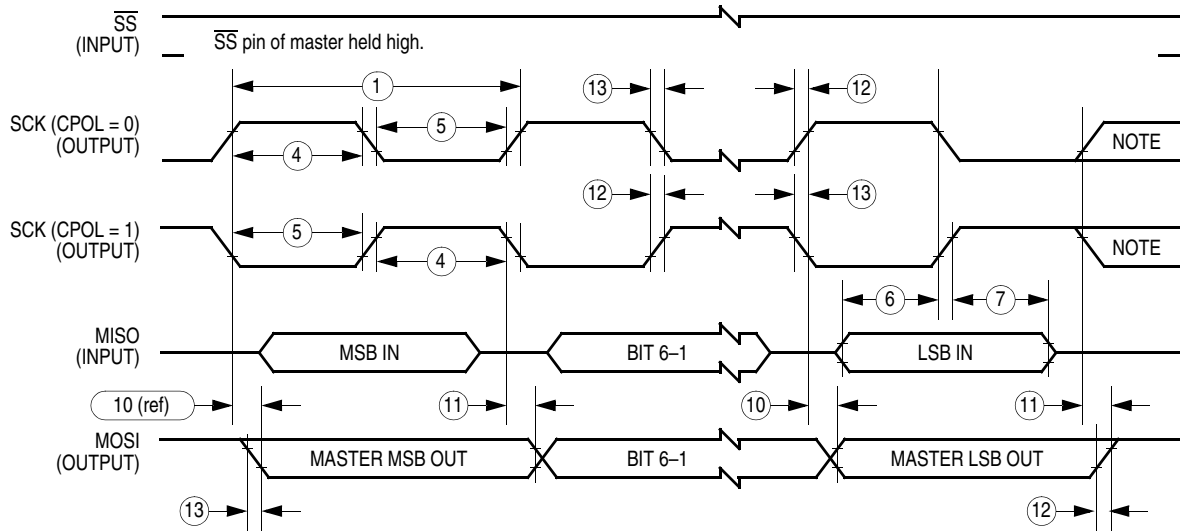 SS
(INPUT)
SS pin of master held high.
1
13
12
SCK (CPOL = 0)
(OUTPUT)
5
4
NOTE
12
13
SCK (CPOL = 1)
(OUTPUT)
5
4
NOTE
6
7
MISO
(INPUT)
MSB IN
BIT 6–1
LSB IN
10 (ref)
11
10
11
MOSI
(OUTPUT)
MASTER MSB OUT
BIT 6–1
MASTER LSB OUT
13
12